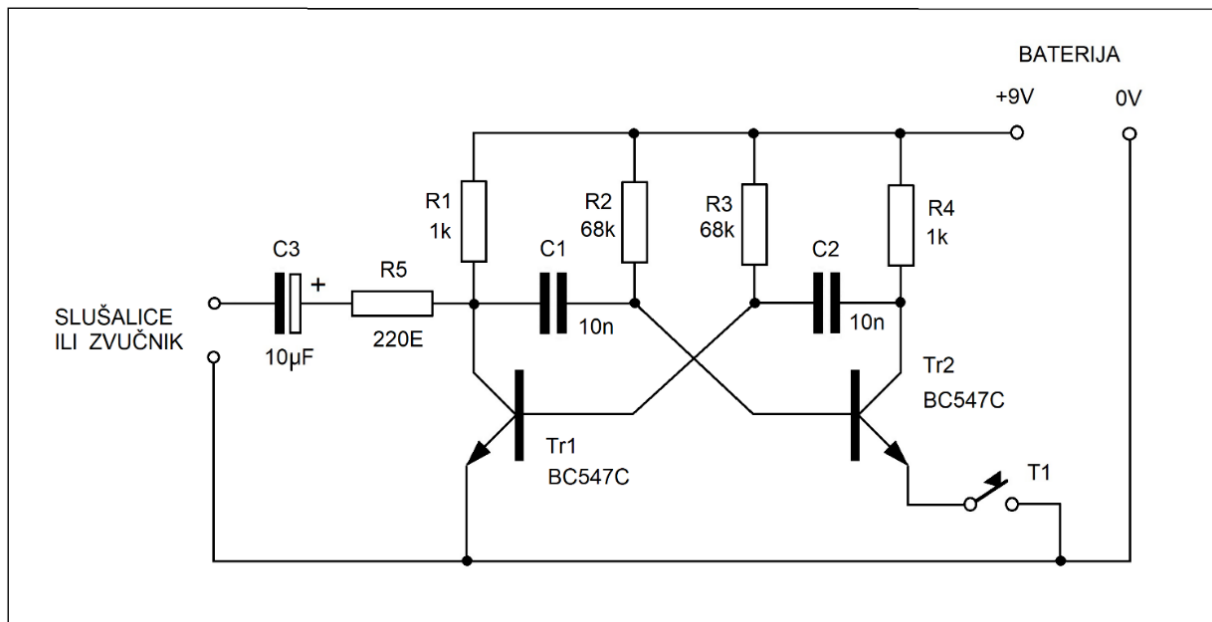 BATERIJA
+9V
0V
R1
1k
R2
68k
R3
68k
R4
1k
C3
+
10µF
R5
220E
C1
10n
C2
10n
SLUŠALICE
ILI ZVUČNIK
Tr1
BC547C
Tr2
BC547C
T1